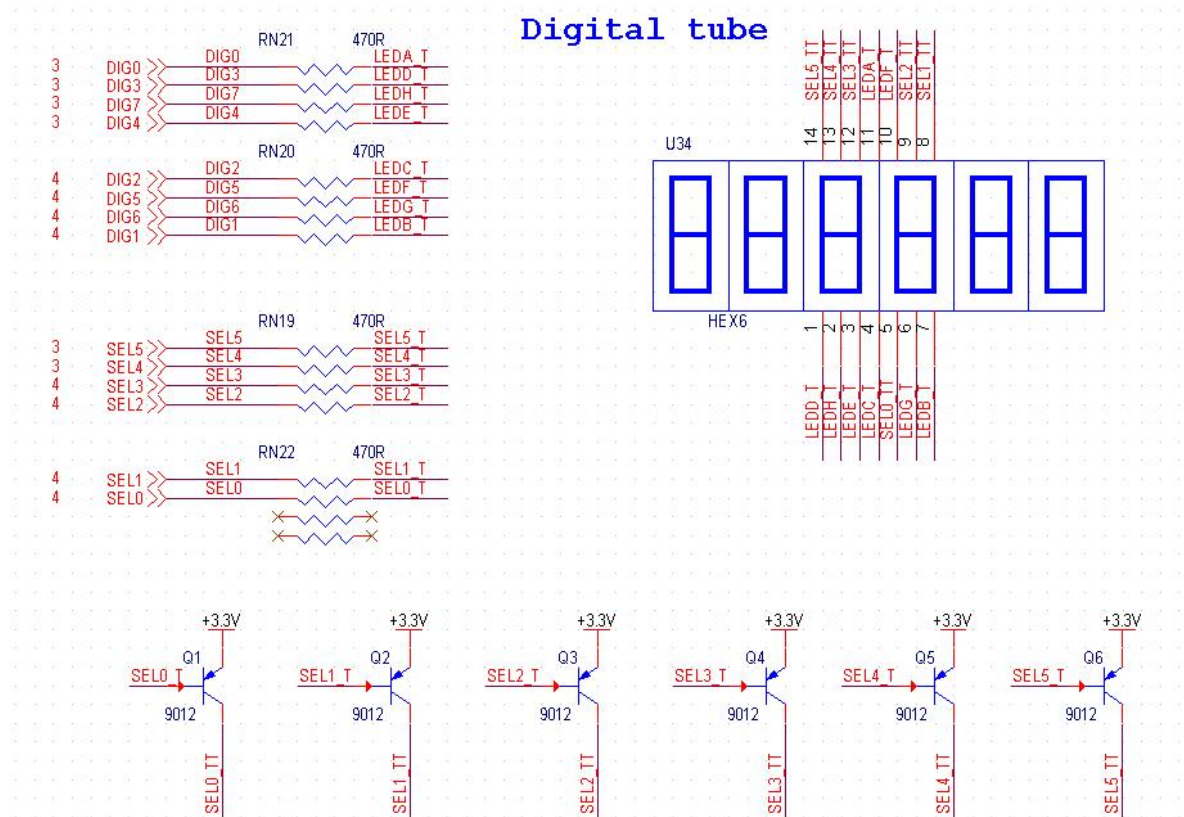 Digital tube
RN21 470R
3 DIG0 DIG0 LEDA_T
3 DIG3 DIG3 LEDD_T
3 DIG7 DIG7 LEDH_T
3 DIG4 DIG4 LEDE_T
RN20 470R
4 DIG2 DIG2 LEDC_T
4 DIG5 DIG5 LEDF_T
4 DIG6 DIG6 LEDG_T
4 DIG1 DIG1 LEDB_T
RN19 470R
3 SEL5 SEL5 SEL5_T
3 SEL4 SEL4 SEL4_T
4 SEL3 SEL3 SEL3_T
4 SEL2 SEL2 SEL2_T
RN22 470R
4 SEL1 SEL1 SEL1_T
4 SEL0 SEL0 SEL0_T
SEL5_TT SEL4_TT SEL3_TT LEDA_T LEDF_T SEL2_TT SEL1_TT
14 13 12 11 10 9 8
U34
HEX6
1 2 3 4 5 6 7
LEDD_T LEDH_T LEDE_T LEDC_T SEL0_TT LEDG_T LEDB_T
+3.3V +3.3V +3.3V +3.3V +3.3V +3.3V
Q1 Q2 Q3 Q4 Q5 Q6
SEL0_T SEL1_T SEL2_T SEL3_T SEL4_T SEL5_T
9012 9012 9012 9012 9012 9012
SEL0_TT SEL1_TT SEL2_TT SEL3_TT SEL4_TT SEL5_TT